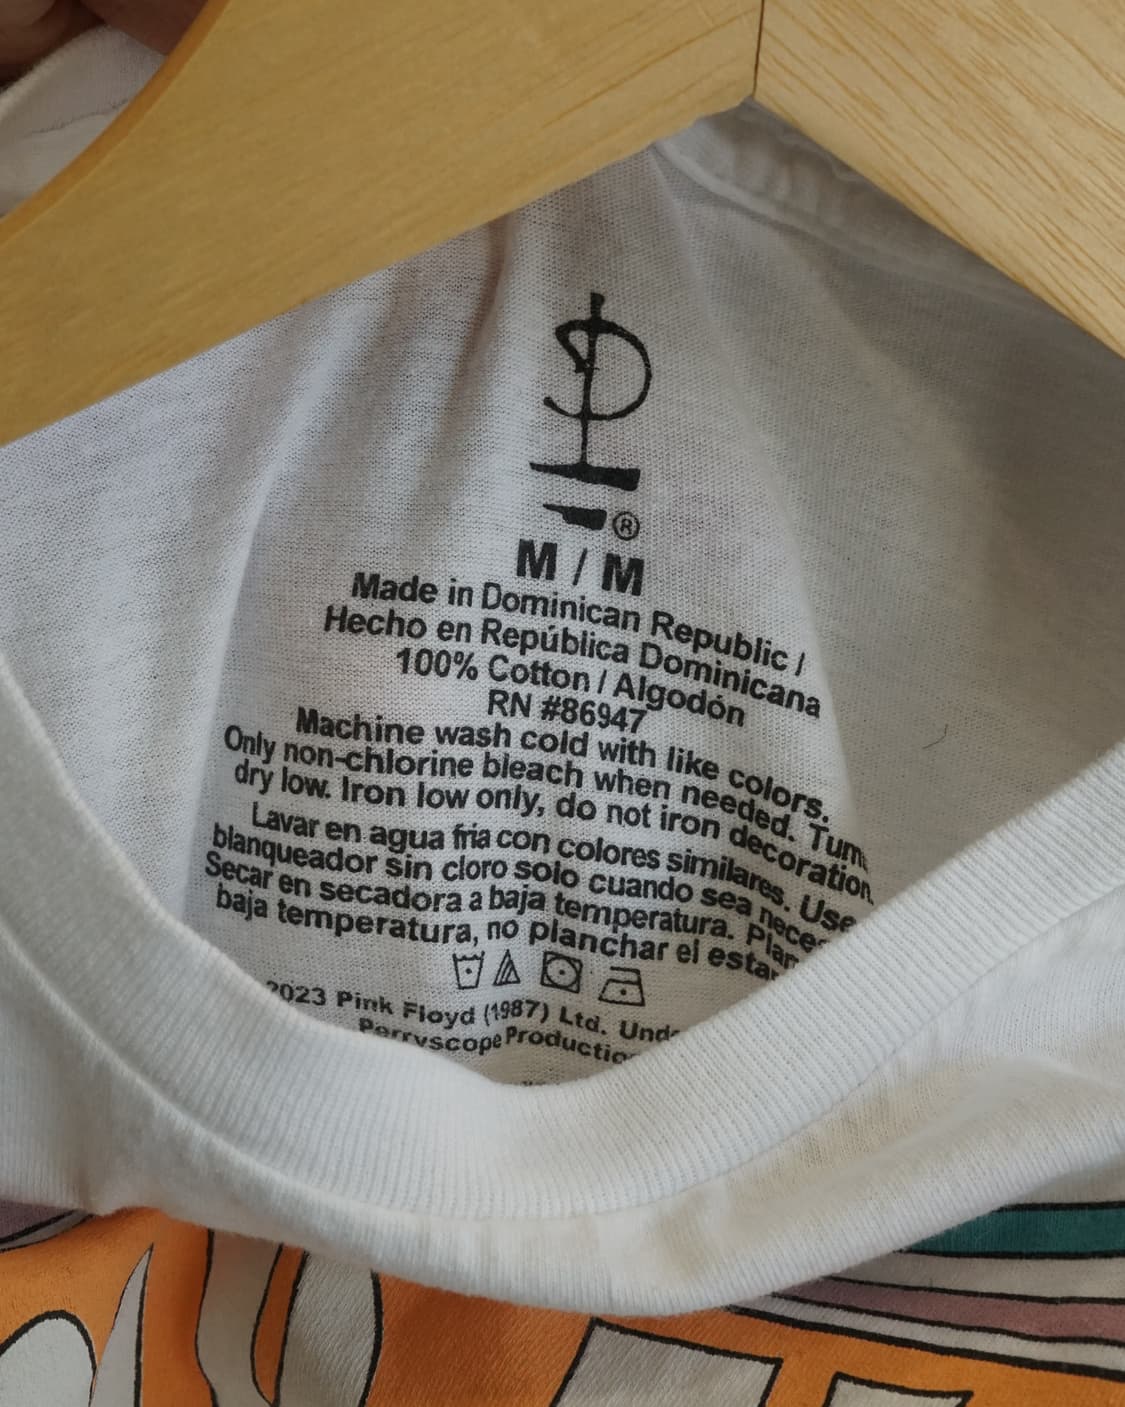 ®
M / M
Made in Dominican Republic /
Hecho en República Dominicana
100% Cotton / Algodón
RN #86947
Machine wash cold with like colors.
Only non-chlorine bleach when needed.
dry low. Iron low only, do not iron decoration
Lavar en agua fria con colores similares. Use
blanqueador sin cloro solo cuando sea
Secar en secadora a baja temperatura.
baja temperatura, no planchar el
2023 Pink Floyd (1987) Ltd.
Perryscope